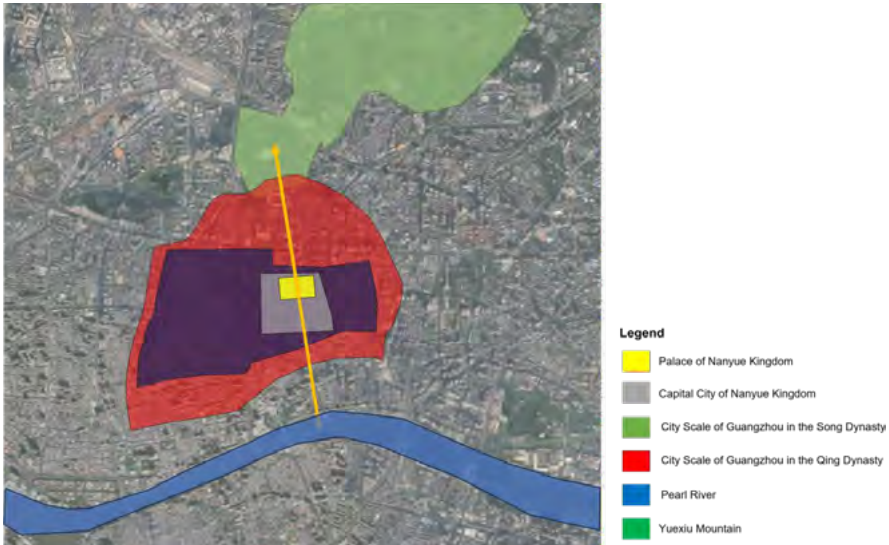 Legend
Palace of Nanyue Kingdom
Capital City of Nanyue Kingdom
City Scale of Guangzhou in the Song Dynasty
City Scale of Guangzhou in the Qing Dynasty
Pearl River
Yuexiu Mountain